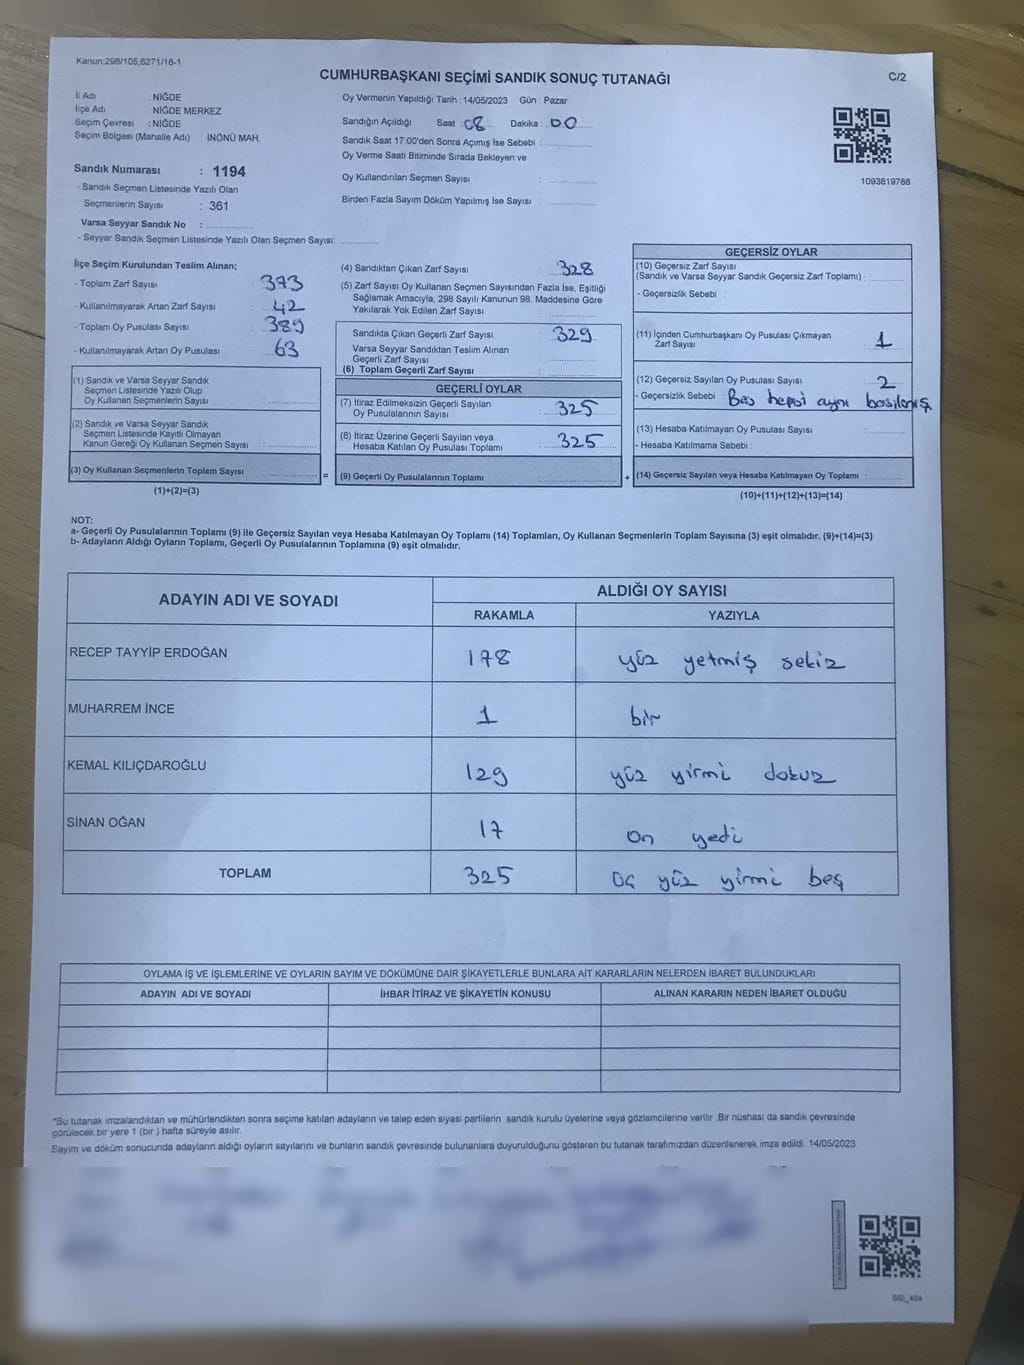 Kanun:298/105,6271/16-1
CUMHURBAŞKANI SEÇİMİ SANDIK SONUÇ TUTANAĞI
C/2
İl Adı : NİĞDE
İlçe Adı : NİĞDE MERKEZ
Seçim Çevresi : NİĞDE
Seçim Bölgesi (Mahalle Adı) : İNÖNÜ MAH.
Sandık Numarası : 1194
- Sandık Seçmen Listesinde Yazılı Olan
Seçmenlerin Sayısı : 361
Varsa Seyyar Sandık No :
- Seyyar Sandık Seçmen Listesinde Yazılı Olan Seçmen Sayısı:
Oy Vermenin Yapıldığı Tarih : 14/05/2023 Gün : Pazar
Sandığın Açıldığı Saat : 08 Dakika : 00
Sandık Saat 17:00'den Sonra Açımış İse Sebebi :
Oy Verme Saati Bitiminde Sırada Bekleyen ve
Oy Kullandırılan Seçmen Sayısı :
Birden Fazla Sayım Döküm Yapılmış İse Sayısı :
1093819788
İlçe Seçim Kurulundan Teslim Alınan;
- Toplam Zarf Sayısı : 373
- Kullanılmayarak Artan Zarf Sayısı : 42
- Toplam Oy Pusulası Sayısı : 389
- Kullanılmayarak Artan Oy Pusulası : 63
(1) Sandık ve Varsa Seyyar Sandık
Seçmen Listesinde Yazılı Olup
Oy Kullanan Seçmenlerin Sayısı :
(2) Sandık ve Varsa Seyyar Sandık
Seçmen Listesinde Kayıtlı Olmayan
Kanun Gereği Oy Kullanan Seçmen Sayısı :
(3) Oy Kullanan Seçmenlerin Toplam Sayısı :
(1)+(2)=(3)
(4) Sandıktan Çıkan Zarf Sayısı : 328
(5) Zarf Sayısı Oy Kullanan Seçmen Sayısından Fazla İse, Eşitliği
Sağlamak Amacıyla, 298 Sayılı Kanunun 98. Maddesine Göre
Yakılarak Yok Edilen Zarf Sayısı :
Sandıkta Çıkan Geçerli Zarf Sayısı : 329
Varsa Seyyar Sandıktan Teslim Alınan
Geçerli Zarf Sayısı :
(6) Toplam Geçerli Zarf Sayısı :
GEÇERLİ OYLAR
(7) İtiraz Edilmeksizin Geçerli Sayılan
Oy Pusulalarının Sayısı : 325
(8) İtiraz Üzerine Geçerli Sayılan veya
Hesaba Katılan Oy Pusulası Toplamı : 325
= (9) Geçerli Oy Pusulalarının Toplamı : +
GEÇERSİZ OYLAR
(10) Geçersiz Zarf Sayısı
(Sandık ve Varsa Seyyar Sandık Geçersiz Zarf Toplamı) :
- Geçersizlik Sebebi :
(11) İçinden Cumhurbaşkanı Oy Pusulası Çıkmayan
Zarf Sayısı : 1
(12) Geçersiz Sayılan Oy Pusulası Sayısı : 2
- Geçersizlik Sebebi : Beş hepsi aynı basılmış
(13) Hesaba Katılmayan Oy Pusulası Sayısı :
- Hesaba Katılmama Sebebi :
(14) Geçersiz Sayılan veya Hesaba Katılmayan Oy Toplamı :
(10)+(11)+(12)+(13)=(14)
NOT:
a- Geçerli Oy Pusulalarının Toplamı (9) ile Geçersiz Sayılan veya Hesaba Katılmayan Oy Toplamı (14) Toplamları, Oy Kullanan Seçmenlerin Toplam Sayısına (3) eşit olmalıdır. (9)+(14)=(3)
b- Adayların Aldığı Oyların Toplamı, Geçerli Oy Pusulalarının Toplamına (9) eşit olmalıdır.
ADAYIN ADI VE SOYADI
ALDIĞI OY SAYISI
RAKAMLA YAZIYLA
RECEP TAYYİP ERDOĞAN 178 yüz yetmiş sekiz
MUHARREM İNCE 1 bir
KEMAL KILIÇDAROĞLU 129 yüz yirmi dokuz
SİNAN OĞAN 17 on yedi
TOPLAM 325 üç yüz yirmi beş
OYLAMA İŞ VE İŞLEMLERİNE VE OYLARIN SAYIM VE DÖKÜMÜNE DAİR ŞİKAYETLERLE BUNLARA AİT KARARLARIN NELERDEN İBARET BULUNDUKLARI
ADAYIN ADI VE SOYADI İHBAR İTİRAZ VE ŞİKAYETİN KONUSU ALINAN KARARIN NEDEN İBARET OLDUĞU
*Bu tutanak imzalandıktan ve mühürlendikten sonra seçime katılan adayların ve talep eden siyasi partilerin sandık kurulu üyelerine veya gözlemcilerine verilir .Bir nüshası da sandık çevresinde
görülecek bir yere 1 (bir ) hafta süreyle asılır.
Sayım ve döküm sonucunda adayların aldığı oyların sayılarını ve bunların sandık çevresinde bulunanlara duyurulduğunu gösteren bu tutanak tarafımızdan düzenlenerek imza edildi. 14/05/2023